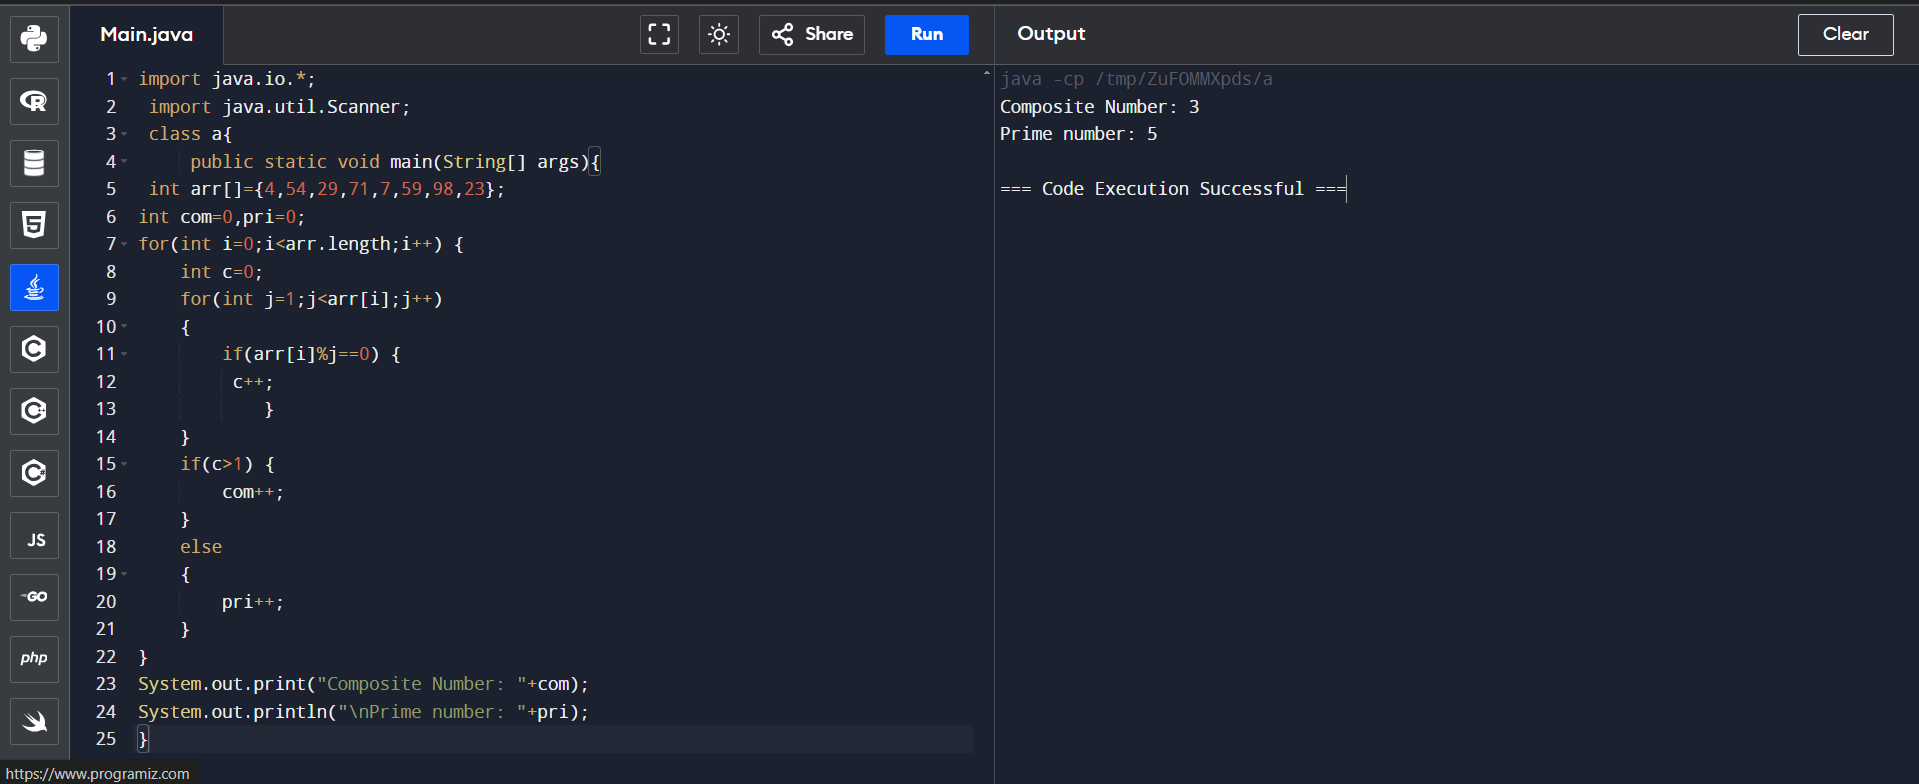 Main.java
Share
Run
Output
Clear
1 import java.io.*;
2 import java.util.Scanner;
3 class a{
4 public static void main(String[] args){
5 int arr[]={4,54,29,71,7,59,98,23};
6 int com=0,pri=0;
7 for(int i=0;i<arr.length;i++) {
8 int c=0;
9 for(int j=1;j<arr[i];j++)
10 {
11 if(arr[i]%j==0) {
12 c++;
13 }
14 }
15 if(c>1) {
16 com++;
17 }
18 else
19 {
20 pri++;
21 }
22 }
23 System.out.print("Composite Number: "+com);
24 System.out.println("\nPrime number: "+pri);
25 }
java -cp /tmp/ZuFOMMXpds/a
Composite Number: 3
Prime number: 5
=== Code Execution Successful ===
R
5
C
C++
C#
JS
GO
php
https://www.programiz.com